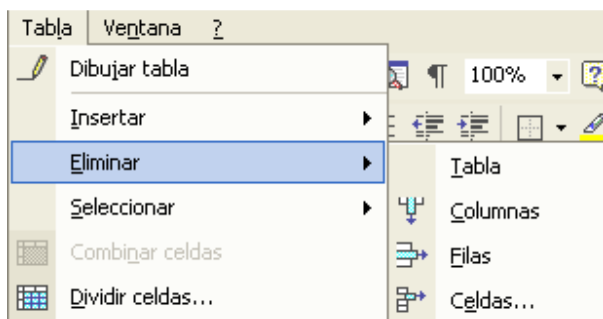 Tabla Ventana ?
Dibujar tabla
100%
Insertar
Eliminar
Tabla
Seleccionar
Columnas
Combinar celdas
Filas
Dividir celdas...
Celdas...